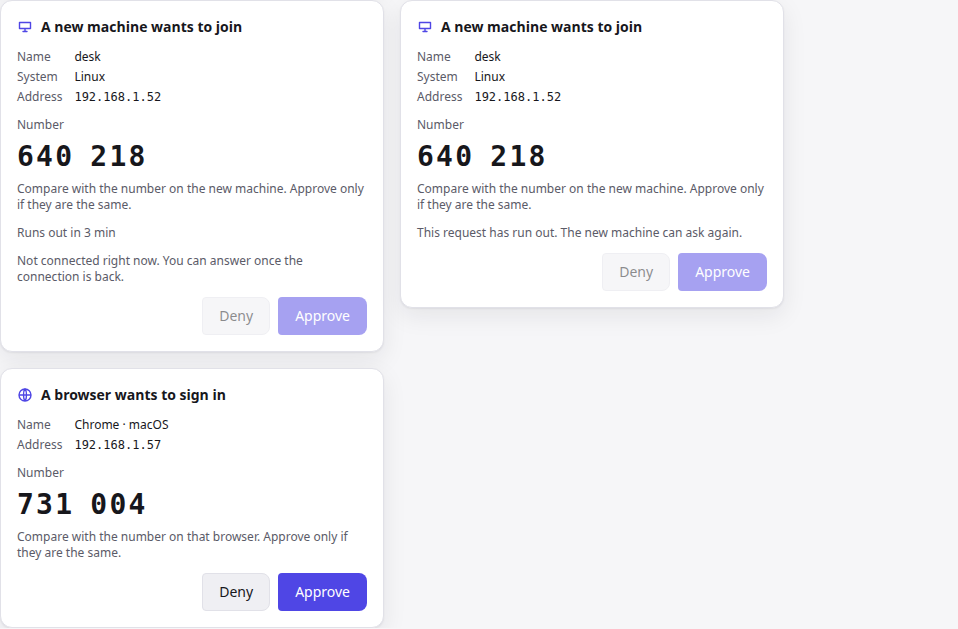 A new machine wants to join
Name desk
System Linux
Address 192.168.1.52
Number
640 218
Compare with the number on the new machine. Approve only
if they are the same.
Runs out in 3 min
Not connected right now. You can answer once the
connection is back.
Deny Approve
A new machine wants to join
Name desk
System Linux
Address 192.168.1.52
Number
640 218
Compare with the number on the new machine. Approve only
if they are the same.
This request has run out. The new machine can ask again.
Deny Approve
A browser wants to sign in
Name Chrome · macOS
Address 192.168.1.57
Number
731 004
Compare with the number on that browser. Approve only if
they are the same.
Deny Approve